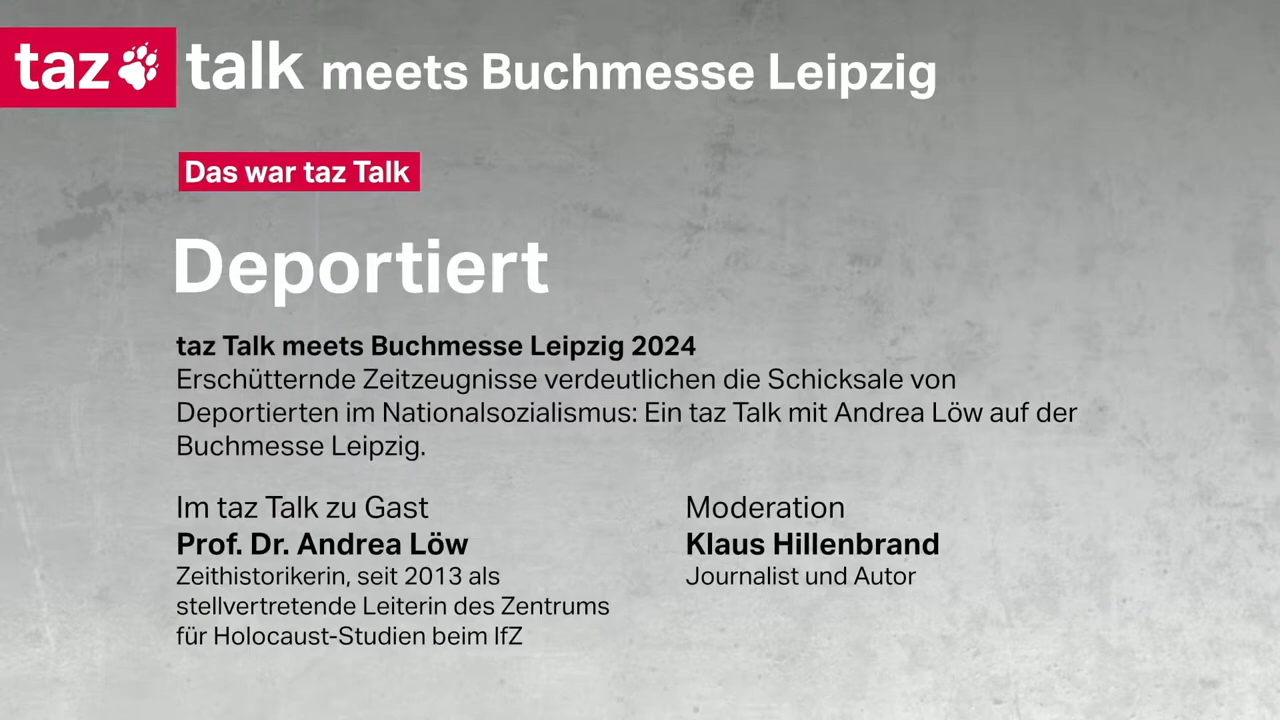 taz talk meets Buchmesse Leipzig
Das war taz Talk
Deportiert
taz Talk meets Buchmesse Leipzig 2024
Erschütternde Zeitzeugnisse verdeutlichen die Schicksale von
Deportierten im Nationalsozialismus: Ein taz Talk mit Andrea Löw auf der
Buchmesse Leipzig.
Im taz Talk zu Gast
Prof. Dr. Andrea Löw
Zeithistorikerin, seit 2013 als
stellvertretende Leiterin des Zentrums
für Holocaust-Studien beim IfZ
Moderation
Klaus Hillenbrand
Journalist und Autor